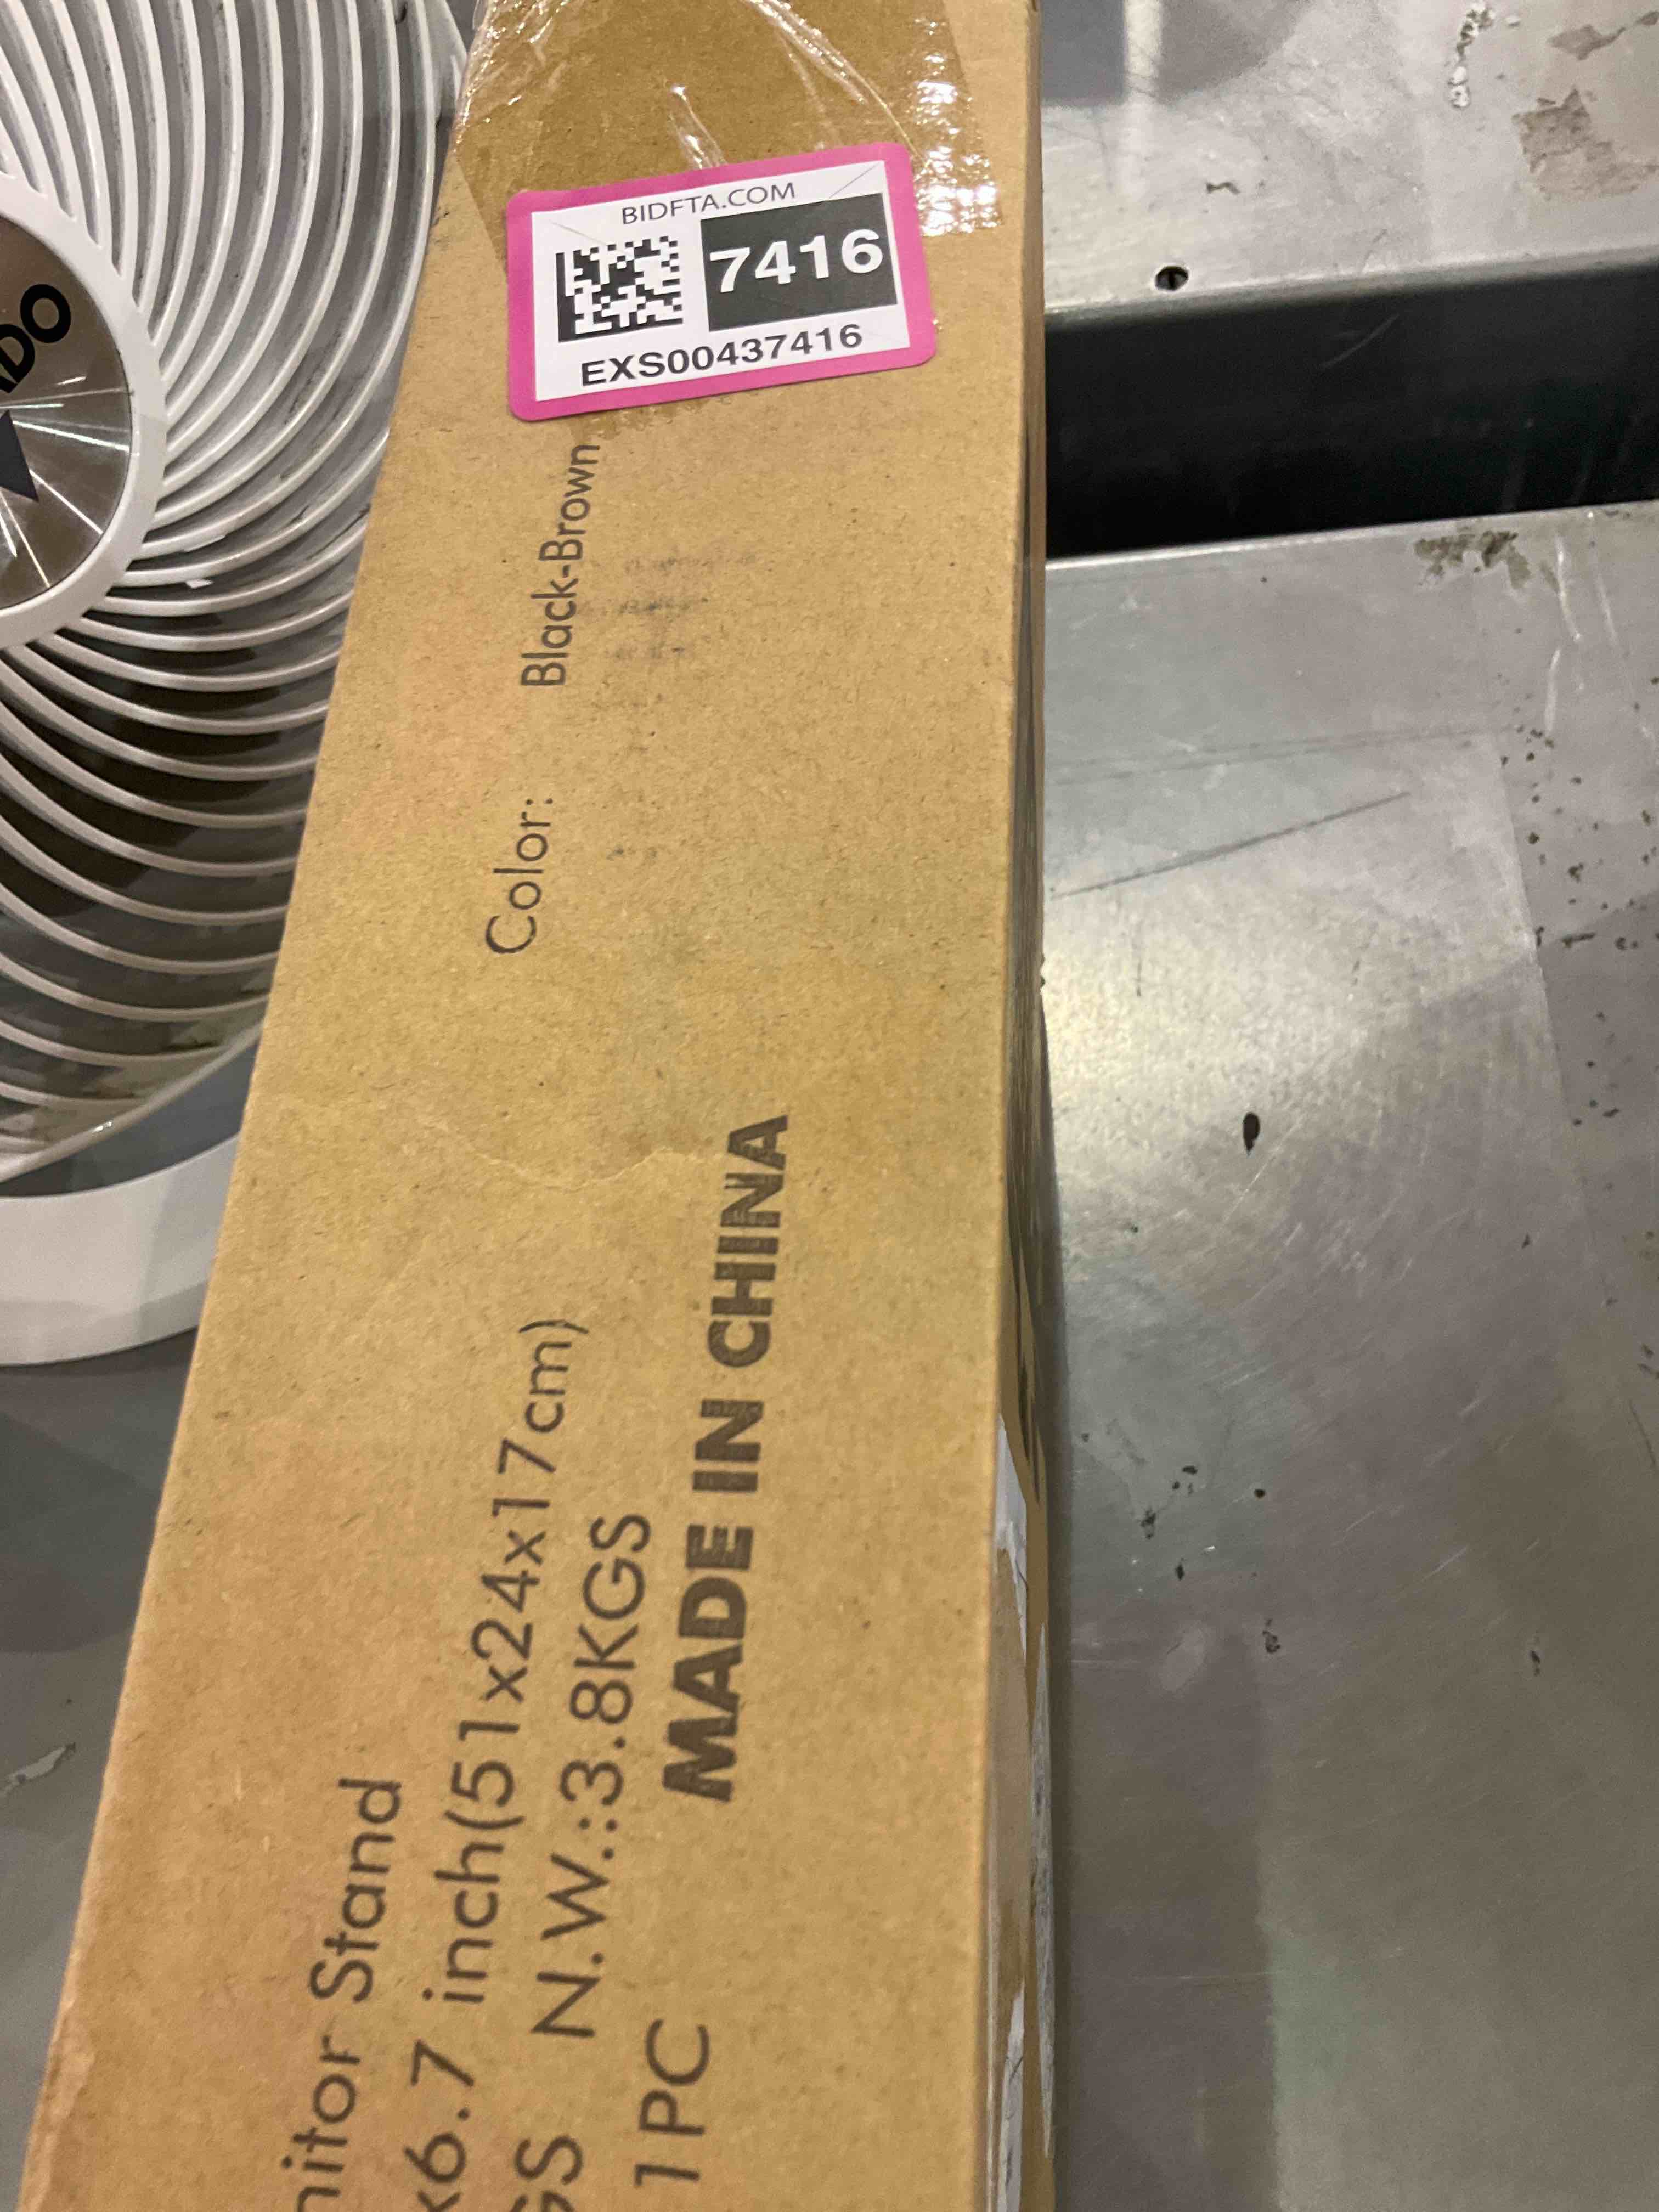 BIDFTA.COM
7416
EXS00437416
Color: Black-Brown
nitor Stand
x6.7 inch(51x24x17cm)
GS N.W.:3.8KGS
1PC MADE IN CHINA
DO